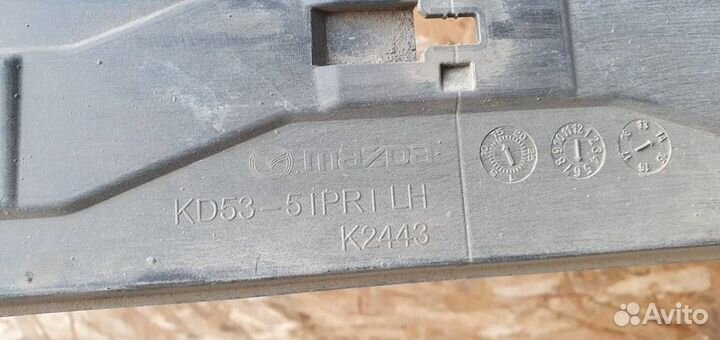 mazda
KD53-51PR1 LH
K2443
Avito